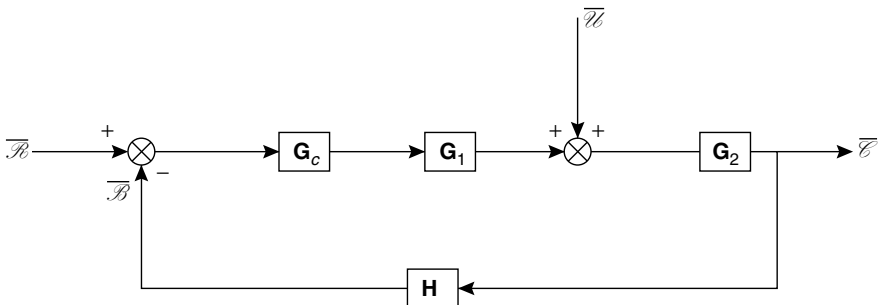 𝒰̅
+
ℛ̅
−
ℬ̅
G_c
G_1
+
+
G_2
𝒞̅
H